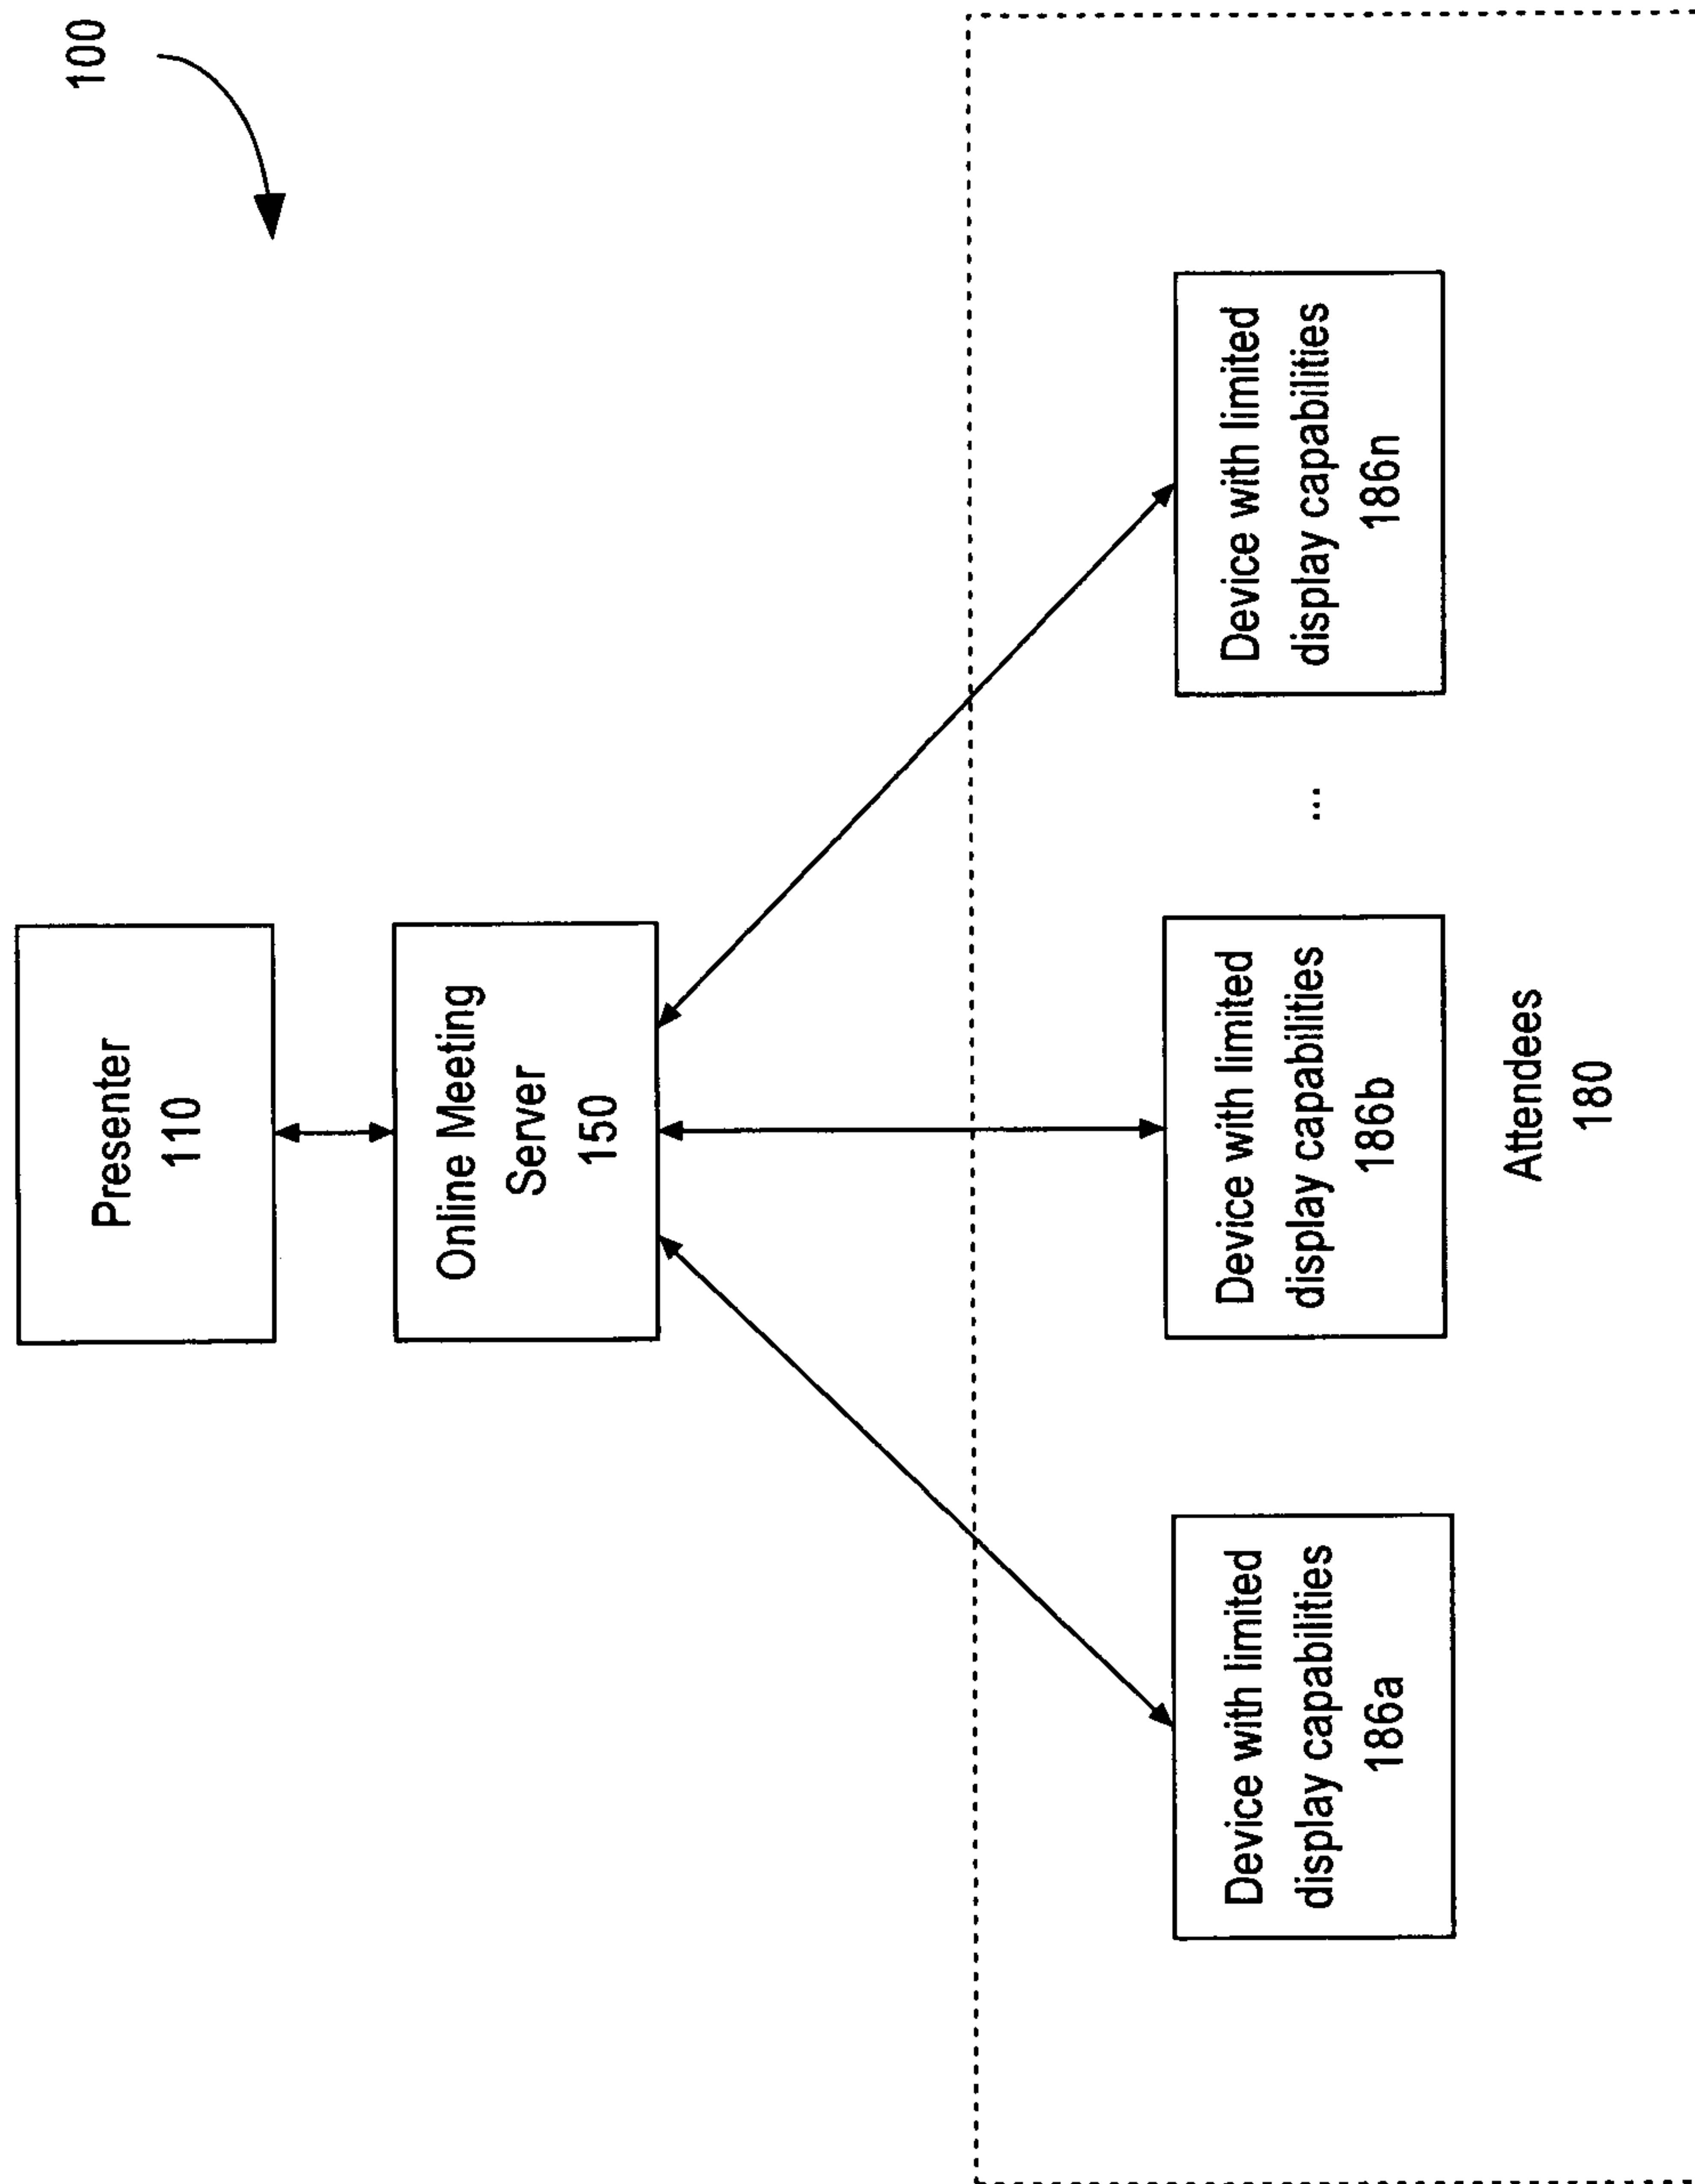 100
Presenter
110
Online Meeting
Server
150
Device with limited
display capabilities
186a
Device with limited
display capabilities
186b
...
Device with limited
display capabilities
186n
Attendees
180